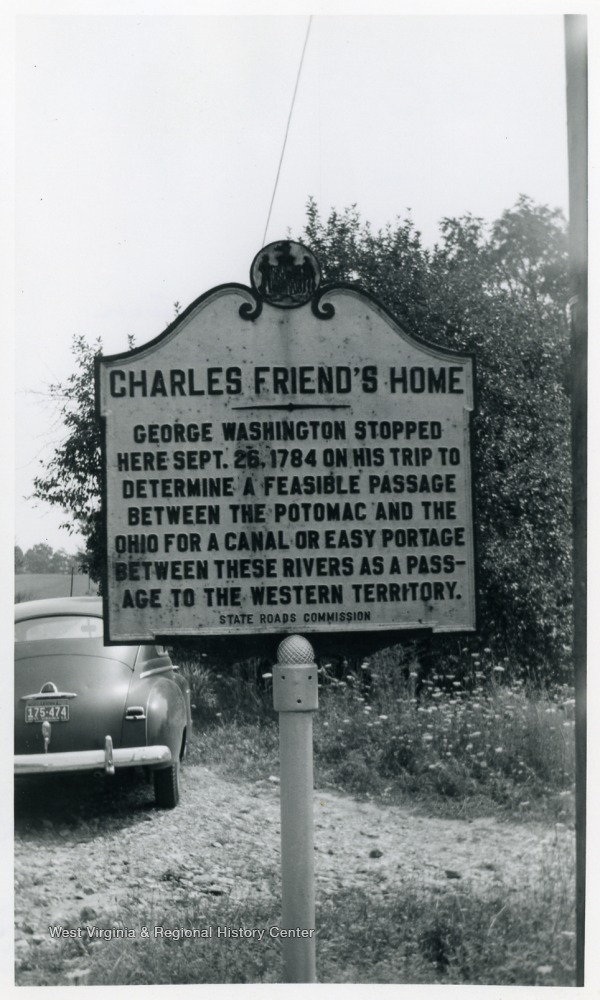 CHARLES FRIEND'S HOME
GEORGE WASHINGTON STOPPED
HERE SEPT. 26, 1784 ON HIS TRIP TO
DETERMINE A FEASIBLE PASSAGE
BETWEEN THE POTOMAC AND THE
OHIO FOR A CANAL OR EASY PORTAGE
BETWEEN THESE RIVERS AS A PASS-
AGE TO THE WESTERN TERRITORY.
STATE ROADS COMMISSION
175-474
West Virginia & Regional History Center